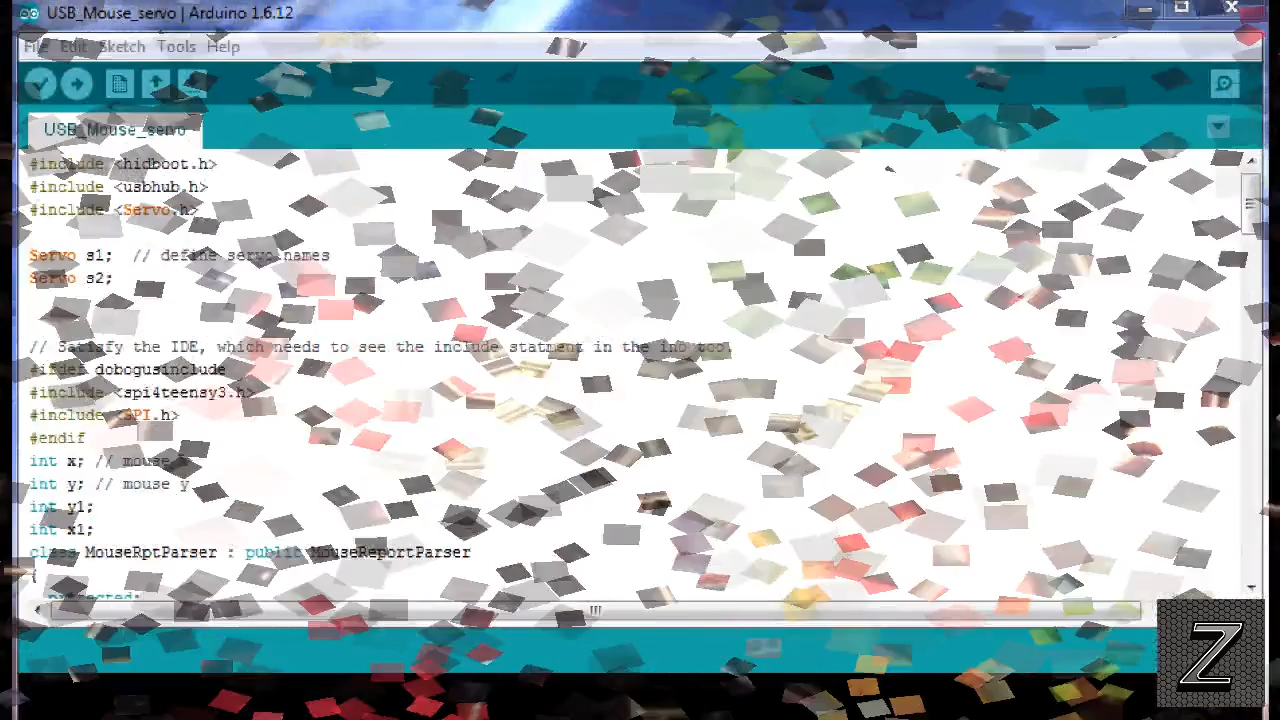 USB_Mouse_servo | Arduino 1.6.12
File Edit Sketch Tools Help
USB_Mouse_servo
#include <hidboot.h>
#include <usbhub.h>
#include <Servo.h>
Servo s1; // define servo names
Servo s2;
// Satisfy the IDE, which needs to see the include statment in the ino too.
#ifdef dobogusinclude
#include <spi4teensy3.h>
#include <SPI.h>
#endif
int x; // mouse
int y; // mouse y
int y1;
int x1;
class MouseRptParser : public MouseReportParser
{
protected:
Z